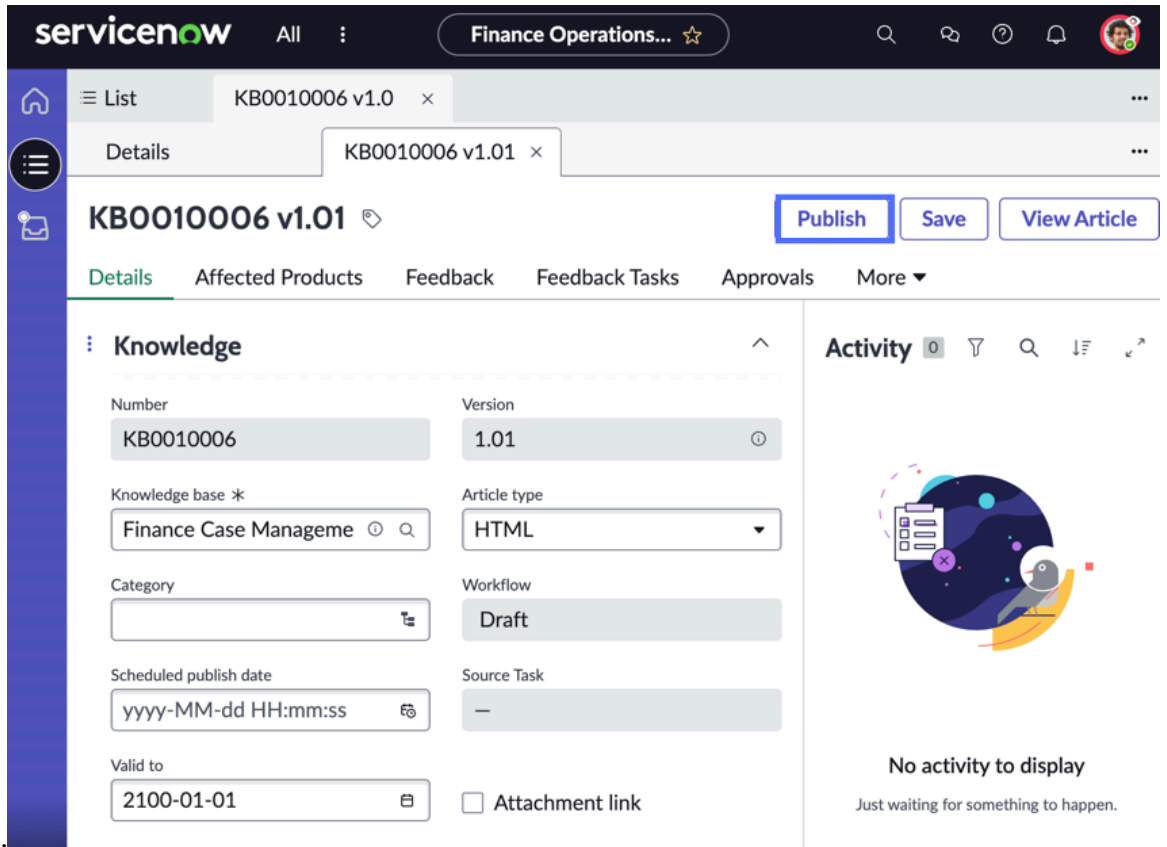 servicenow All Finance Operations...
List KB0010006 v1.0
Details KB0010006 v1.01
KB0010006 v1.01 Publish Save View Article
Details Affected Products Feedback Feedback Tasks Approvals More
Knowledge
Activity 0
Number Version
KB0010006 1.01
Knowledge base * Article type
Finance Case Manageme HTML
Category Workflow
Draft
Scheduled publish date Source Task
yyyy-MM-dd HH:mm:ss —
Valid to
2100-01-01 Attachment link
No activity to display
Just waiting for something to happen.